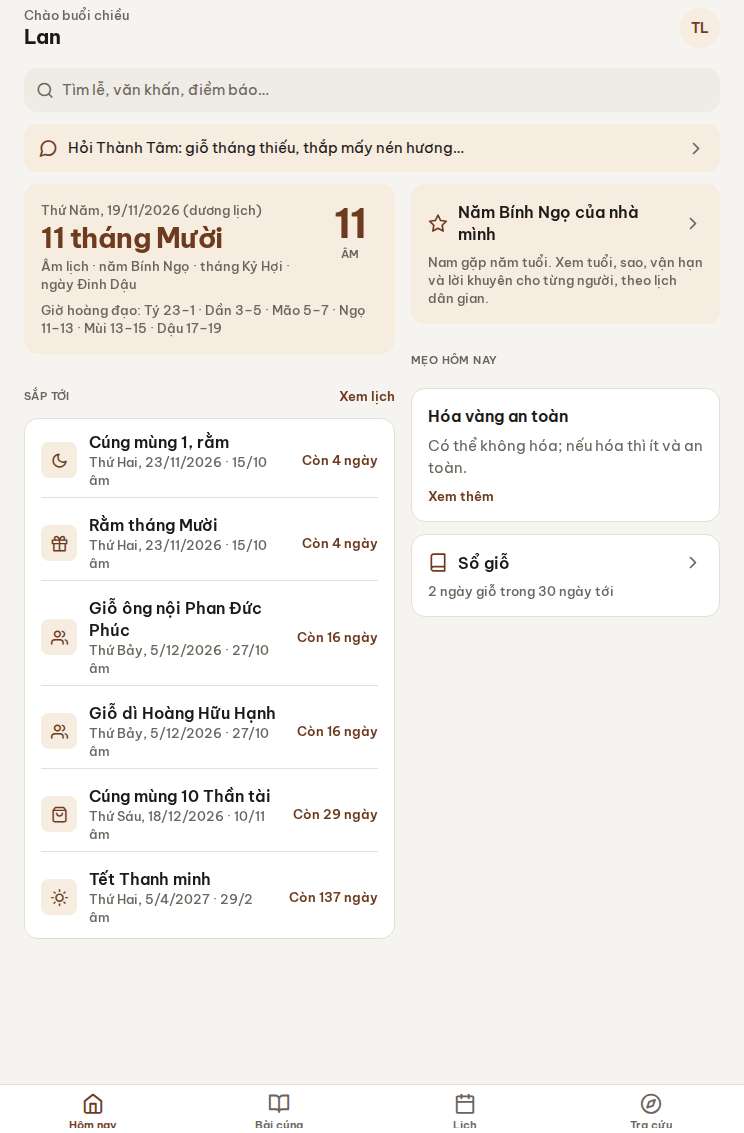 Chào buổi chiều
Lan
TL
Tìm lễ, văn khấn, điềm báo...
Hỏi Thành Tâm: giỗ tháng thiếu, thắp mấy nén hương...
Thứ Năm, 19/11/2026 (dương lịch)
11 tháng Mười
Âm lịch · năm Bính Ngọ · tháng Kỷ Hợi ·
ngày Đinh Dậu
11
ÂM
Giờ hoàng đạo: Tý 23–1 · Dần 3–5 · Mão 5–7 · Ngọ
11–13 · Mùi 13–15 · Dậu 17–19
Năm Bính Ngọ của nhà
mình
Nam gặp năm tuổi. Xem tuổi, sao, vận hạn
và lời khuyên cho từng người, theo lịch
dân gian.
SẮP TỚI
Xem lịch
Cúng mùng 1, rằm
Thứ Hai, 23/11/2026 · 15/10
âm
Còn 4 ngày
Rằm tháng Mười
Thứ Hai, 23/11/2026 · 15/10
âm
Còn 4 ngày
Giỗ ông nội Phan Đức
Phúc
Thứ Bảy, 5/12/2026 · 27/10
âm
Còn 16 ngày
Giỗ dì Hoàng Hữu Hạnh
Thứ Bảy, 5/12/2026 · 27/10
âm
Còn 16 ngày
Cúng mùng 10 Thần tài
Thứ Sáu, 18/12/2026 · 10/11
âm
Còn 29 ngày
Tết Thanh minh
Thứ Hai, 5/4/2027 · 29/2
âm
Còn 137 ngày
MẸO HÔM NAY
Hóa vàng an toàn
Có thể không hóa; nếu hóa thì ít và an
toàn.
Xem thêm
Sổ giỗ
2 ngày giỗ trong 30 ngày tới
Hôm nay
Bài cúng
Lịch
Tra cứu